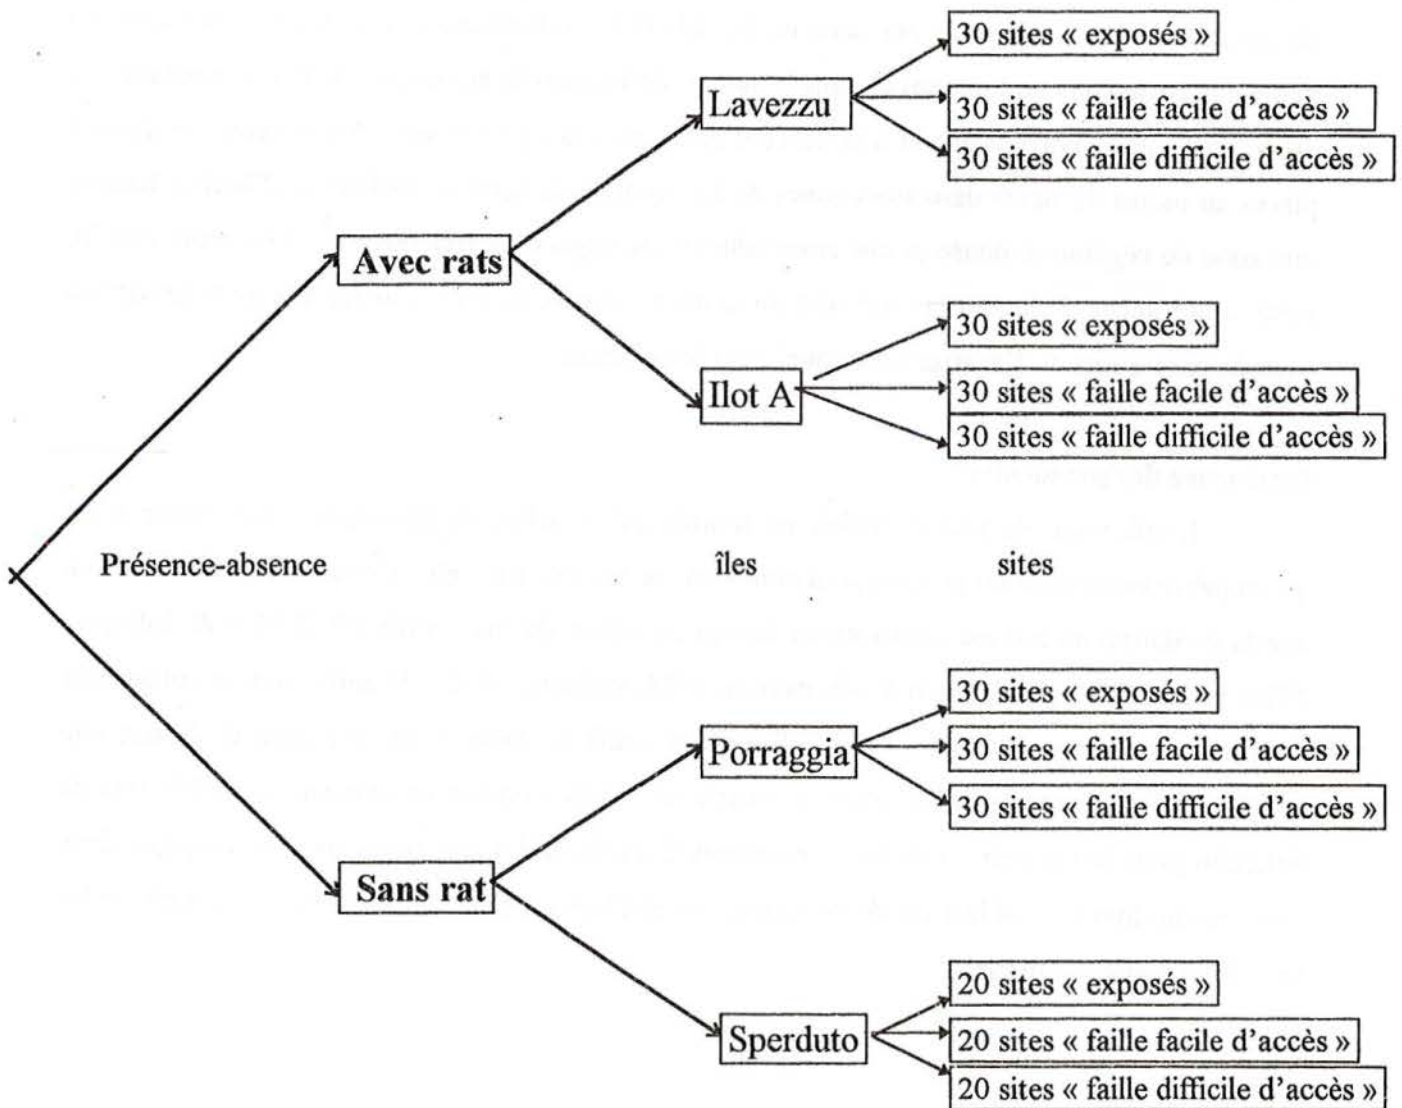 30 sites « exposés »
Lavezzu
30 sites « faille facile d’accès »
30 sites « faille difficile d’accès »
Avec rats
30 sites « exposés »
Ilot A
30 sites « faille facile d’accès »
30 sites « faille difficile d’accès »
Présence-absence îles sites
30 sites « exposés »
Porraggia
30 sites « faille facile d’accès »
30 sites « faille difficile d’accès »
Sans rat
20 sites « exposés »
Sperduto
20 sites « faille facile d’accès »
20 sites « faille difficile d’accès »